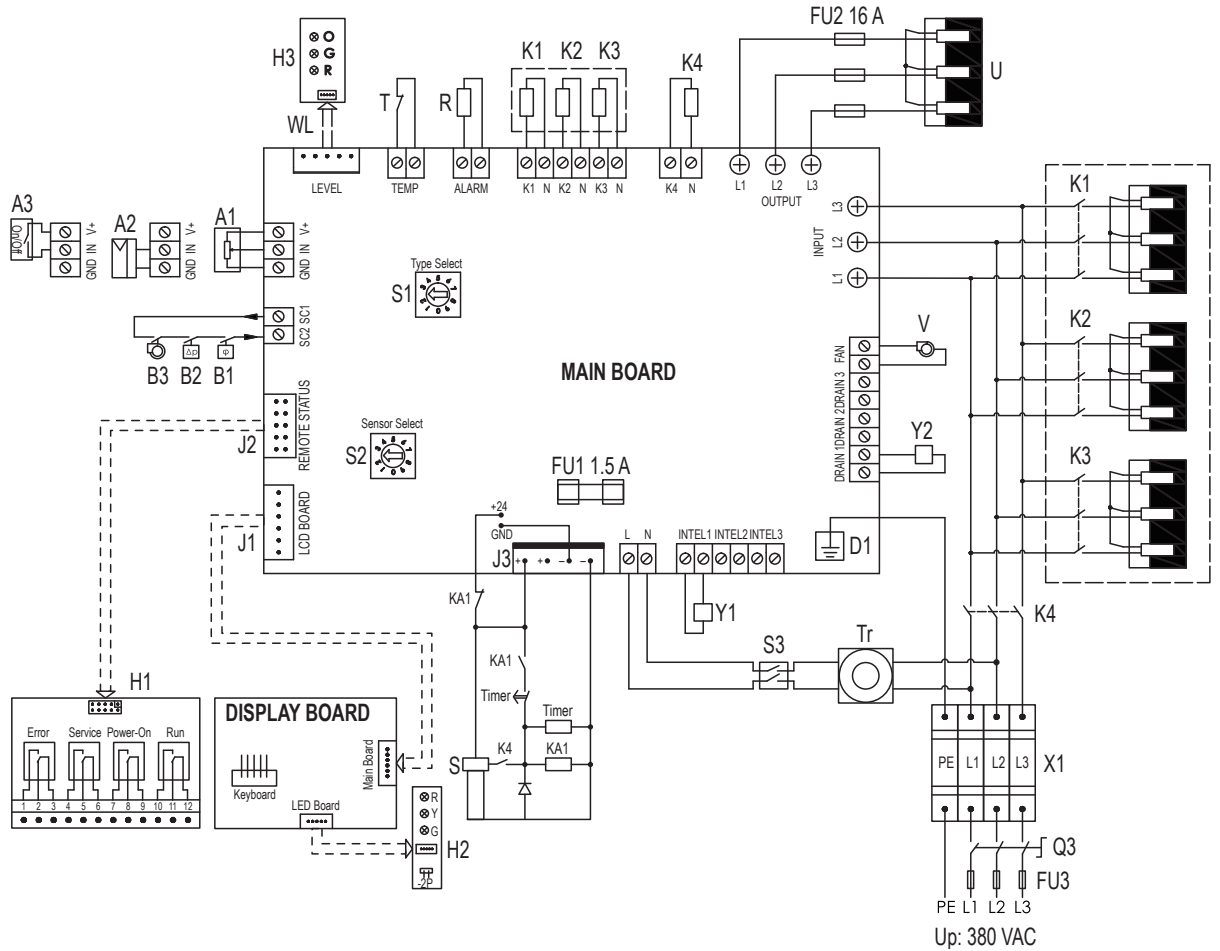 FU2 16 A
U
H3
O
G
R
WL
T
R
K1 K2 K3
K4
LEVEL
TEMP
ALARM
K1 N K2 N K3 N
K4 N
L1 L2 L3
OUTPUT
A3
On/Off
GND IN V+
A2
GND IN V+
A1
GND IN V+
Type Select
S1
L3
L2
L1
INPUT
K1
K2
K3
SC2 SC1
B3 B2 B1
Δp
φ
MAIN BOARD
V
FAN
DRAIN 3
DRAIN 2
DRAIN 1
Y2
J2
REMOTE STATUS
Sensor Select
S2
FU1 1.5 A
J1
LCD BOARD
+24
GND
J3
+ + – –
L N
INTEL1 INTEL2 INTEL3
D1
KA1
Y1
K4
S3
Tr
KA1
Timer
Timer
S
K4
KA1
H1
Error Service Power-On Run
1 2 3 4 5 6 7 8 9 10 11 12
DISPLAY BOARD
Keyboard
Main Board
LED Board
R
Y
G
H2
-2P
PE L1 L2 L3
X1
Q3
FU3
PE L1 L2 L3
Up: 380 VAC